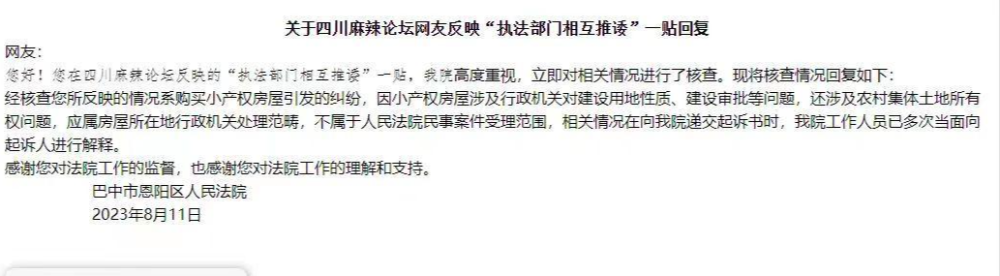 关于四川麻辣论坛网友反映“执法部门相互推诿”一贴回复
网友：
您好！您在四川麻辣论坛反映的“执法部门相互推诿”一贴，我院高度重视，立即对相关情况进行了核查。现将核查情况回复如下：
经核查您所反映的情况系购买小产权房屋引发的纠纷，因小产权房屋涉及行政机关对建设用地性质、建设审批等问题，还涉及农村集体土地所有
权问题，应属房屋所在地行政机关处理范畴，不属于人民法院民事案件受理范围，相关情况在向我院递交起诉书时，我院工作人员已多次当面向
起诉人进行解释。
感谢您对法院工作的监督，也感谢您对法院工作的理解和支持。
巴中市恩阳区人民法院
2023年8月11日